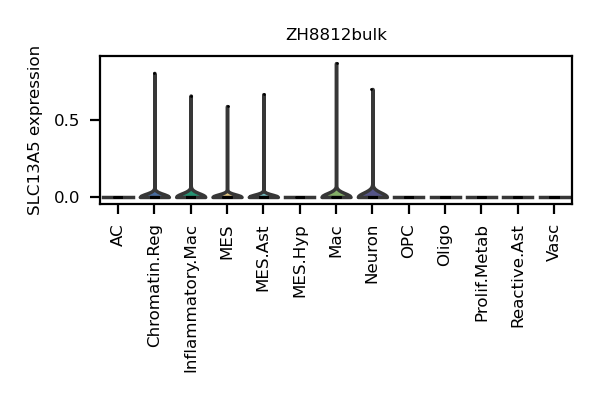 ZH8812bulk
SLC13A5 expression
0.5
0.0
AC
Chromatin.Reg
Inflammatory.Mac
MES
MES.Ast
MES.Hyp
Mac
Neuron
OPC
Oligo
Prolif.Metab
Reactive.Ast
Vasc